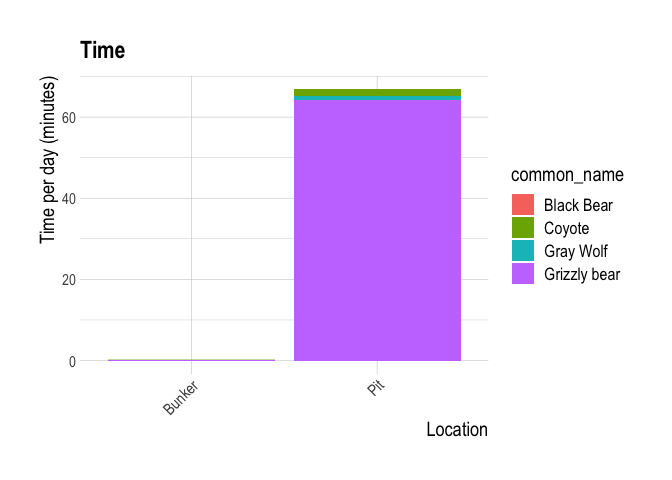 Time
Time per day (minutes)
60
40
20
0
Bunker
Pit
Location
common_name
Black Bear
Coyote
Gray Wolf
Grizzly bear